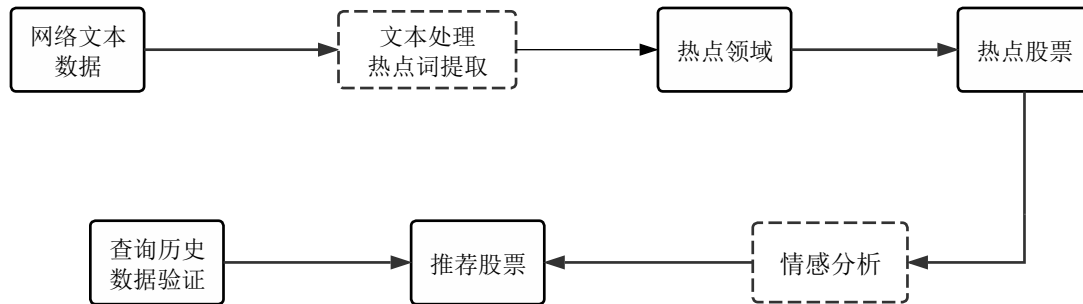 网络文本
数据
文本处理
热点词提取
热点领域
热点股票
查询历史
数据验证
推荐股票
情感分析